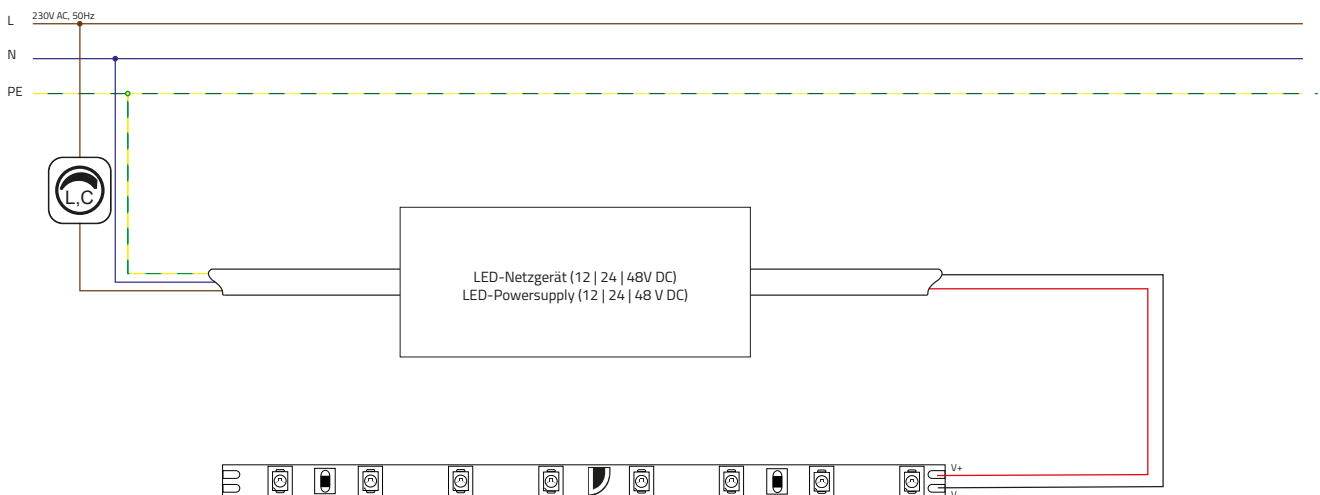 230V AC, 50Hz
L
N
PE
L,C
LED-Netzgerät (12 | 24 | 48V DC)
LED-Powersupply (12 | 24 | 48 V DC)
V+